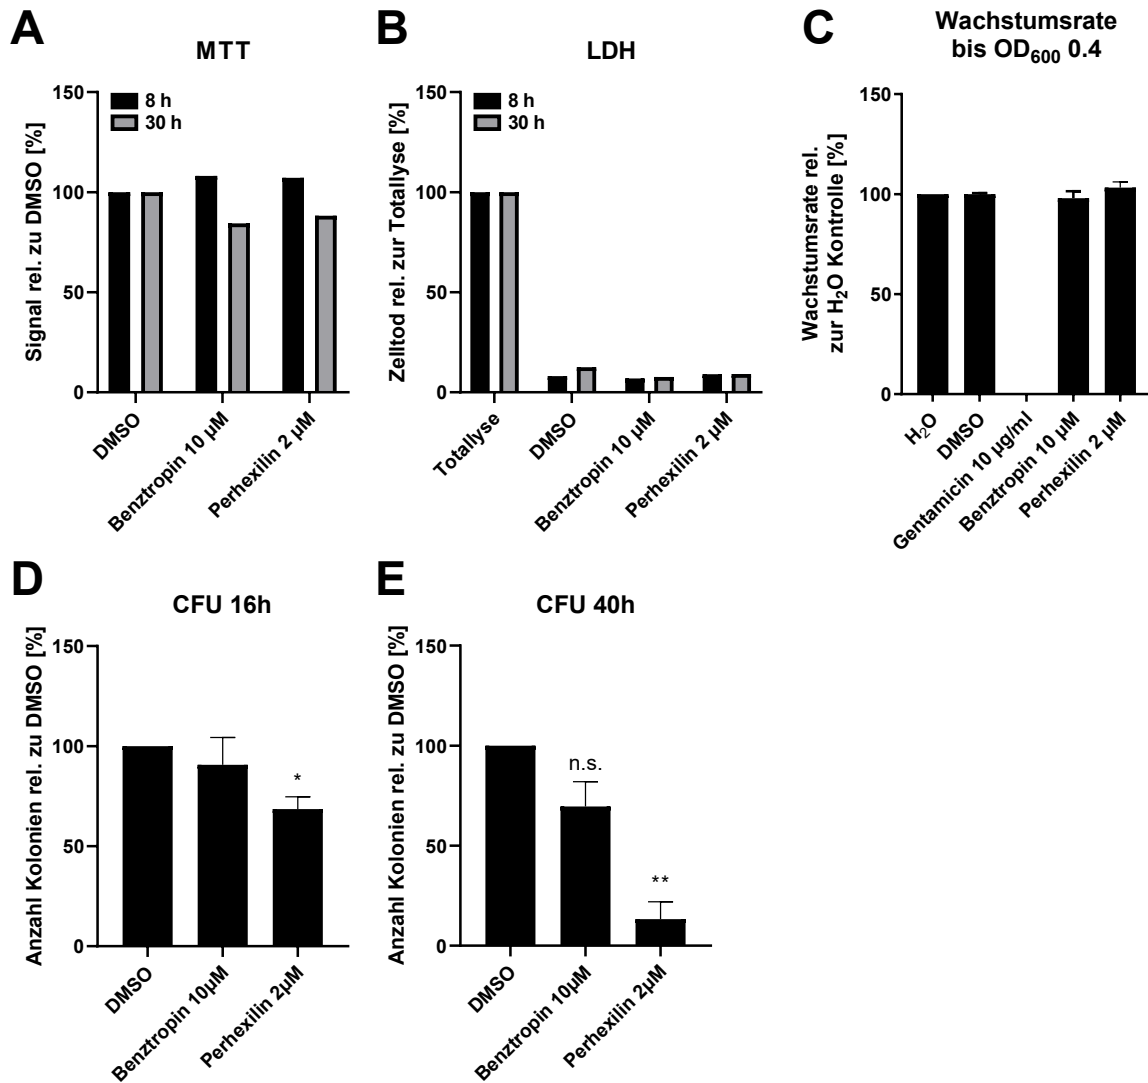 A
MTT
Signal rel. zu DMSO [%]
150
100
50
0
8 h
30 h
DMSO
Benztropin 10 µM
Perhexilin 2 µM
B
LDH
Zelltod rel. zur Totallyse [%]
150
100
50
0
8 h
30 h
Totallyse
DMSO
Benztropin 10 µM
Perhexilin 2 µM
C
Wachstumsrate
bis OD₆₀₀ 0.4
Wachstumsrate rel.
zur H₂O Kontrolle [%]
150
100
50
0
H₂O
DMSO
Gentamicin 10 µg/ml
Benztropin 10 µM
Perhexilin 2 µM
D
CFU 16h
Anzahl Kolonien rel. zu DMSO [%]
150
100
50
0
*
DMSO
Benztropin 10µM
Perhexilin 2µM
E
CFU 40h
Anzahl Kolonien rel. zu DMSO [%]
150
100
50
0
n.s.
**
DMSO
Benztropin 10µM
Perhexilin 2µM